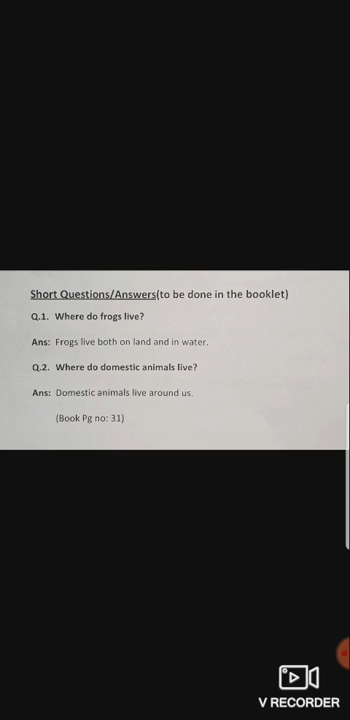 Short Questions/Answers(to be done in the booklet)
Q.1. Where do frogs live?
Ans: Frogs live both on land and in water.
Q.2. Where do domestic animals live?
Ans: Domestic animals live around us.
(Book Pg no: 31)
V RECORDER